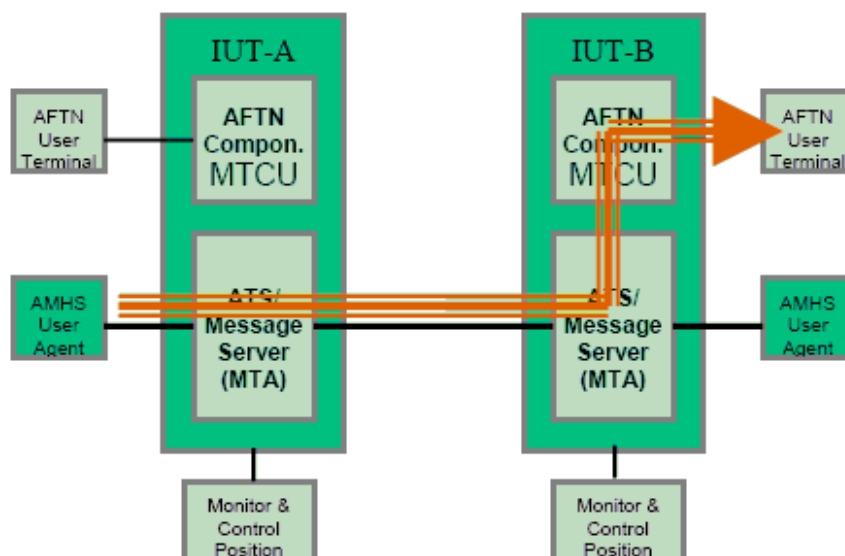 IUT-A
IUT-B
AFTN
User
Terminal
AFTN
Compon.
MTCU
AFTN
Compon.
MTCU
AFTN
User
Terminal
AMHS
User
Agent
ATS/
Message
Server
(MTA)
ATS/
Message
Server
(MTA)
AMHS
User
Agent
Monitor &
Control
Position
Monitor &
Control
Position